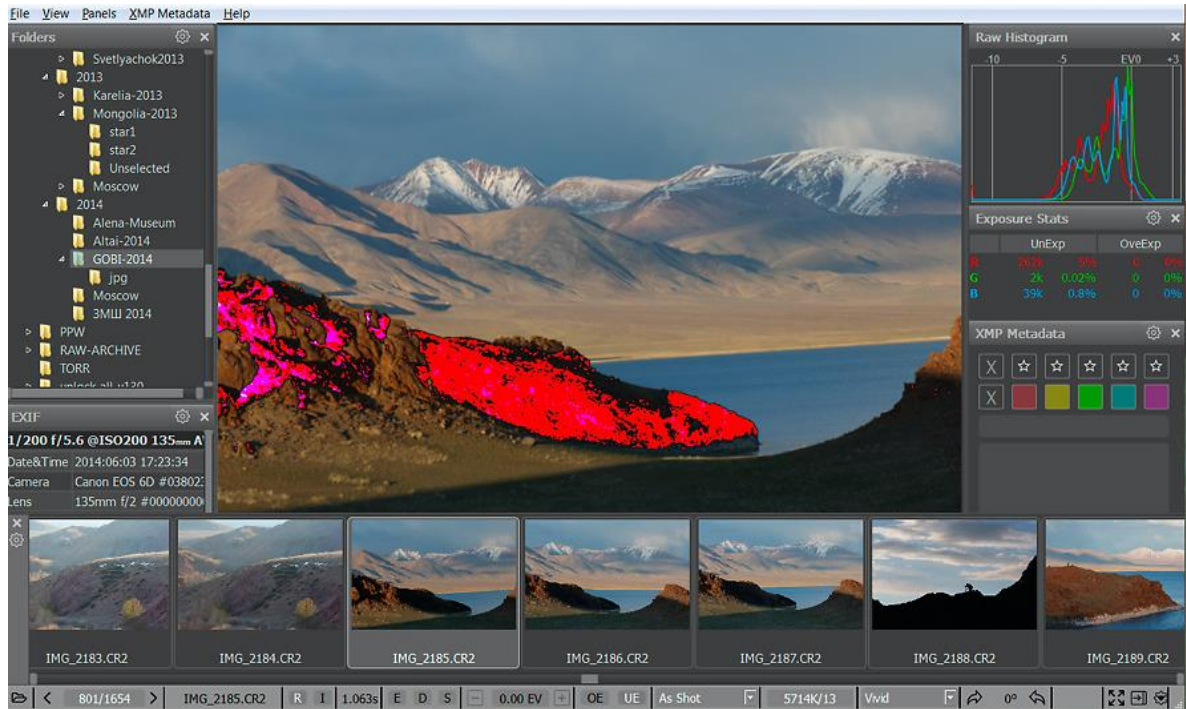 File View Panels XMP Metadata Help
Folders
Svetlyachok2013
2013
Karelia-2013
Mongolia-2013
star1
star2
Unselected
Moscow
2014
Alena-Museum
Altai-2014
GOBI-2014
jpg
Moscow
ЗМШ 2014
PPW
RAW-ARCHIVE
TORR
EXIF
1/200 f/5.6 @ISO200 135mm A
Date&Time 2014:06:03 17:23:34
Camera Canon EOS 6D #03802
Lens 135mm f/2 #00000000
Raw Histogram
-10 -5 EV0 +3
Exposure Stats
UnExp OveExp
R 262k 5% 0 0%
G 2k 0.02% 0 0%
B 39k 0.8% 0 0%
XMP Metadata
X
X
IMG_2183.CR2 IMG_2184.CR2 IMG_2185.CR2 IMG_2186.CR2 IMG_2187.CR2 IMG_2188.CR2 IMG_2189.CR2
801/1654 IMG_2185.CR2 R I 1.063s E D S 0.00 EV OE UE As Shot 5714K/13 Vivid 0°